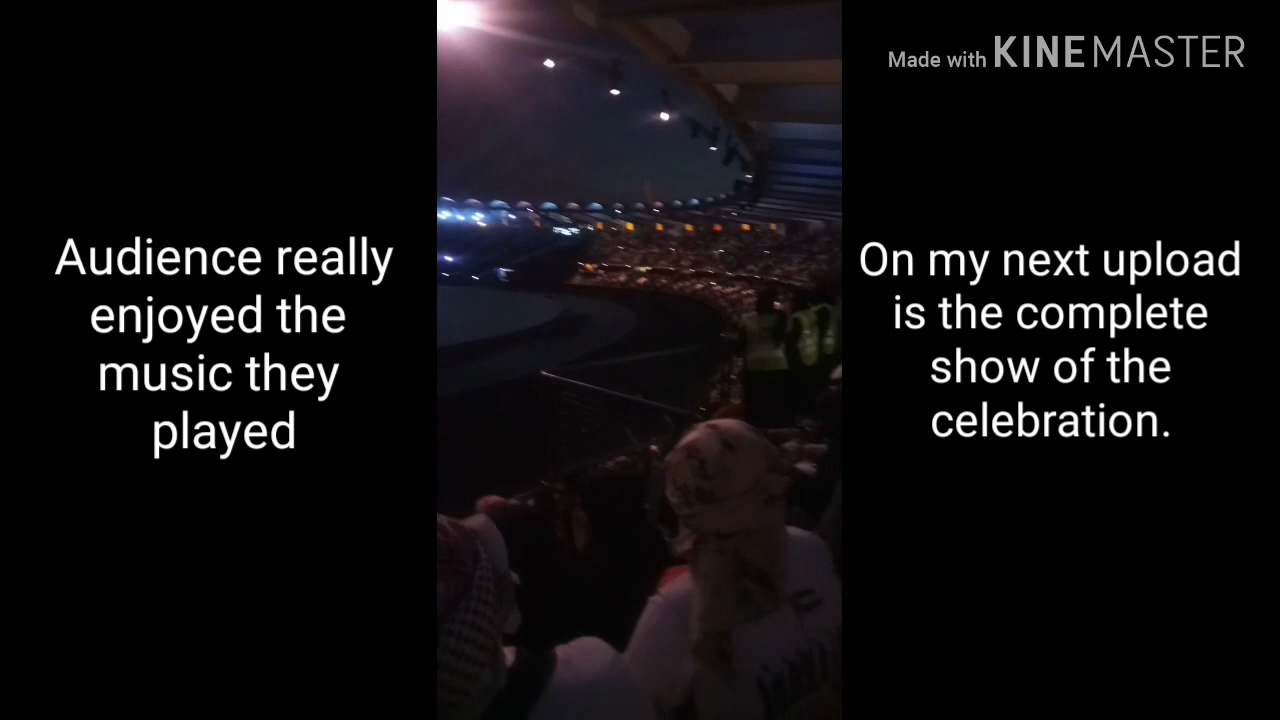 Made with KINEMASTER
Audience really
enjoyed the
music they
played
On my next upload
is the complete
show of the
celebration.